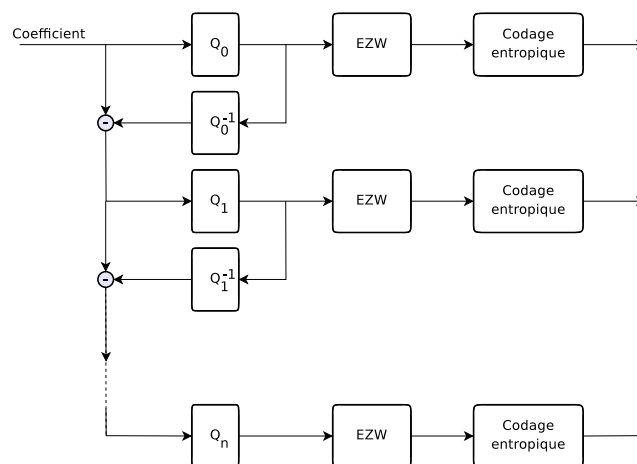 Coefficient
Q0
EZW
Codage
entropique
-
Q0-1
Q1
EZW
Codage
entropique
-
Q1-1
Qn
EZW
Codage
entropique